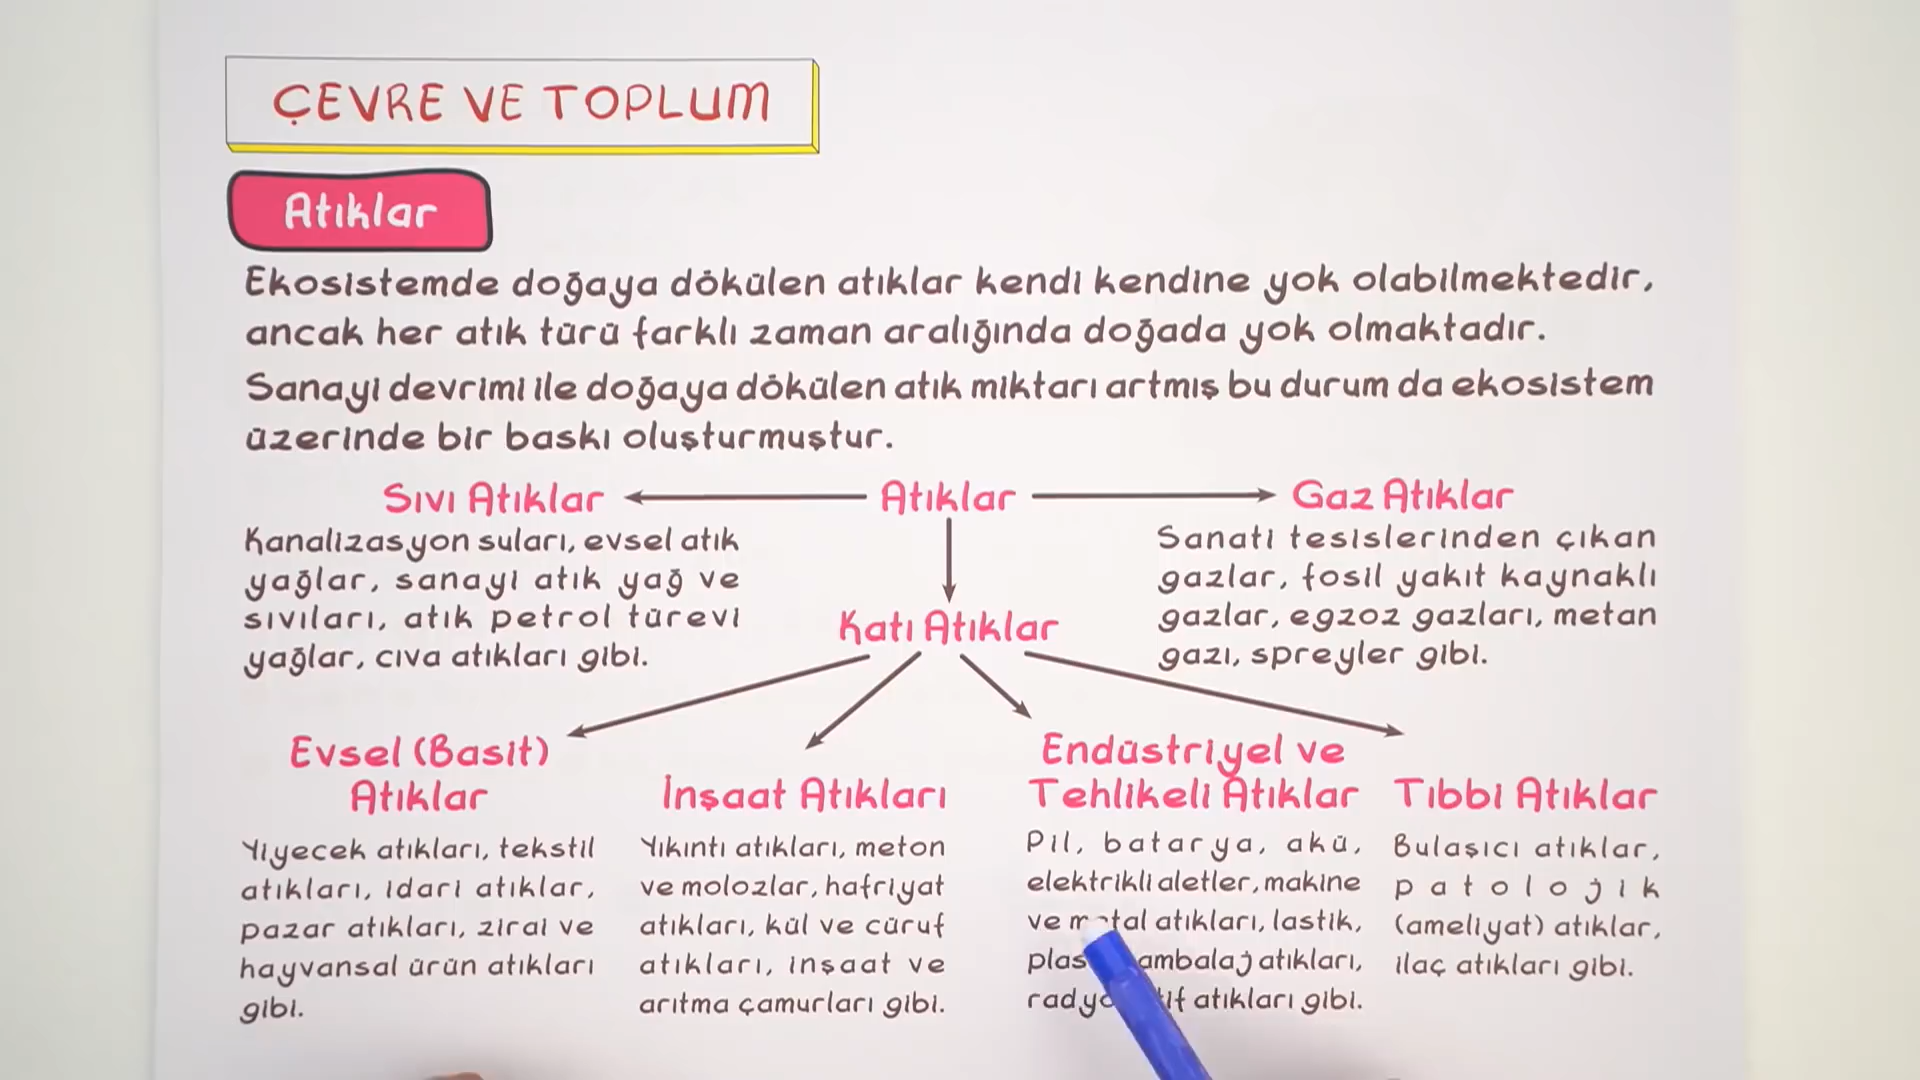 ÇEVRE VE TOPLUM
Atıklar
Ekosistemde doğaya dökülen atıklar kendi kendine yok olabilmektedir,
ancak her atık türü farklı zaman aralığında doğada yok olmaktadır.
Sanayi devrimi ile doğaya dökülen atık miktarı artmış bu durum da ekosistem
üzerinde bir baskı oluşturmuştur.
Sıvı Atıklar
Kanalizasyon suları, evsel atık
yağlar, sanayi atık yağ ve
sıvıları, atık petrol türevi
yağlar, cıva atıkları gibi.
Atıklar
Gaz Atıklar
Sanati tesislerinden çıkan
gazlar, fosil yakıt kaynaklı
gazlar, egzoz gazları, metan
gazı, spreyler gibi.
Katı Atıklar
Evsel (Basit)
Atıklar
Yiyecek atıkları, tekstil
atıkları, idari atıklar,
pazar atıkları, zirai ve
hayvansal ürün atıkları
gibi.
İnşaat Atıkları
Yıkıntı atıkları, meton
ve molozlar, hafriyat
atıkları, kül ve cüruf
atıkları, inşaat ve
arıtma çamurları gibi.
Endüstriyel ve
Tehlikeli Atıklar
Pil, batarya, akü,
elektrikli aletler, makine
ve metal atıkları, lastik,
ambalaj atıkları,
atıkları gibi.
Tıbbi Atıklar
Bulaşıcı atıklar,
patolojik
(ameliyat) atıklar,
ilaç atıkları gibi.